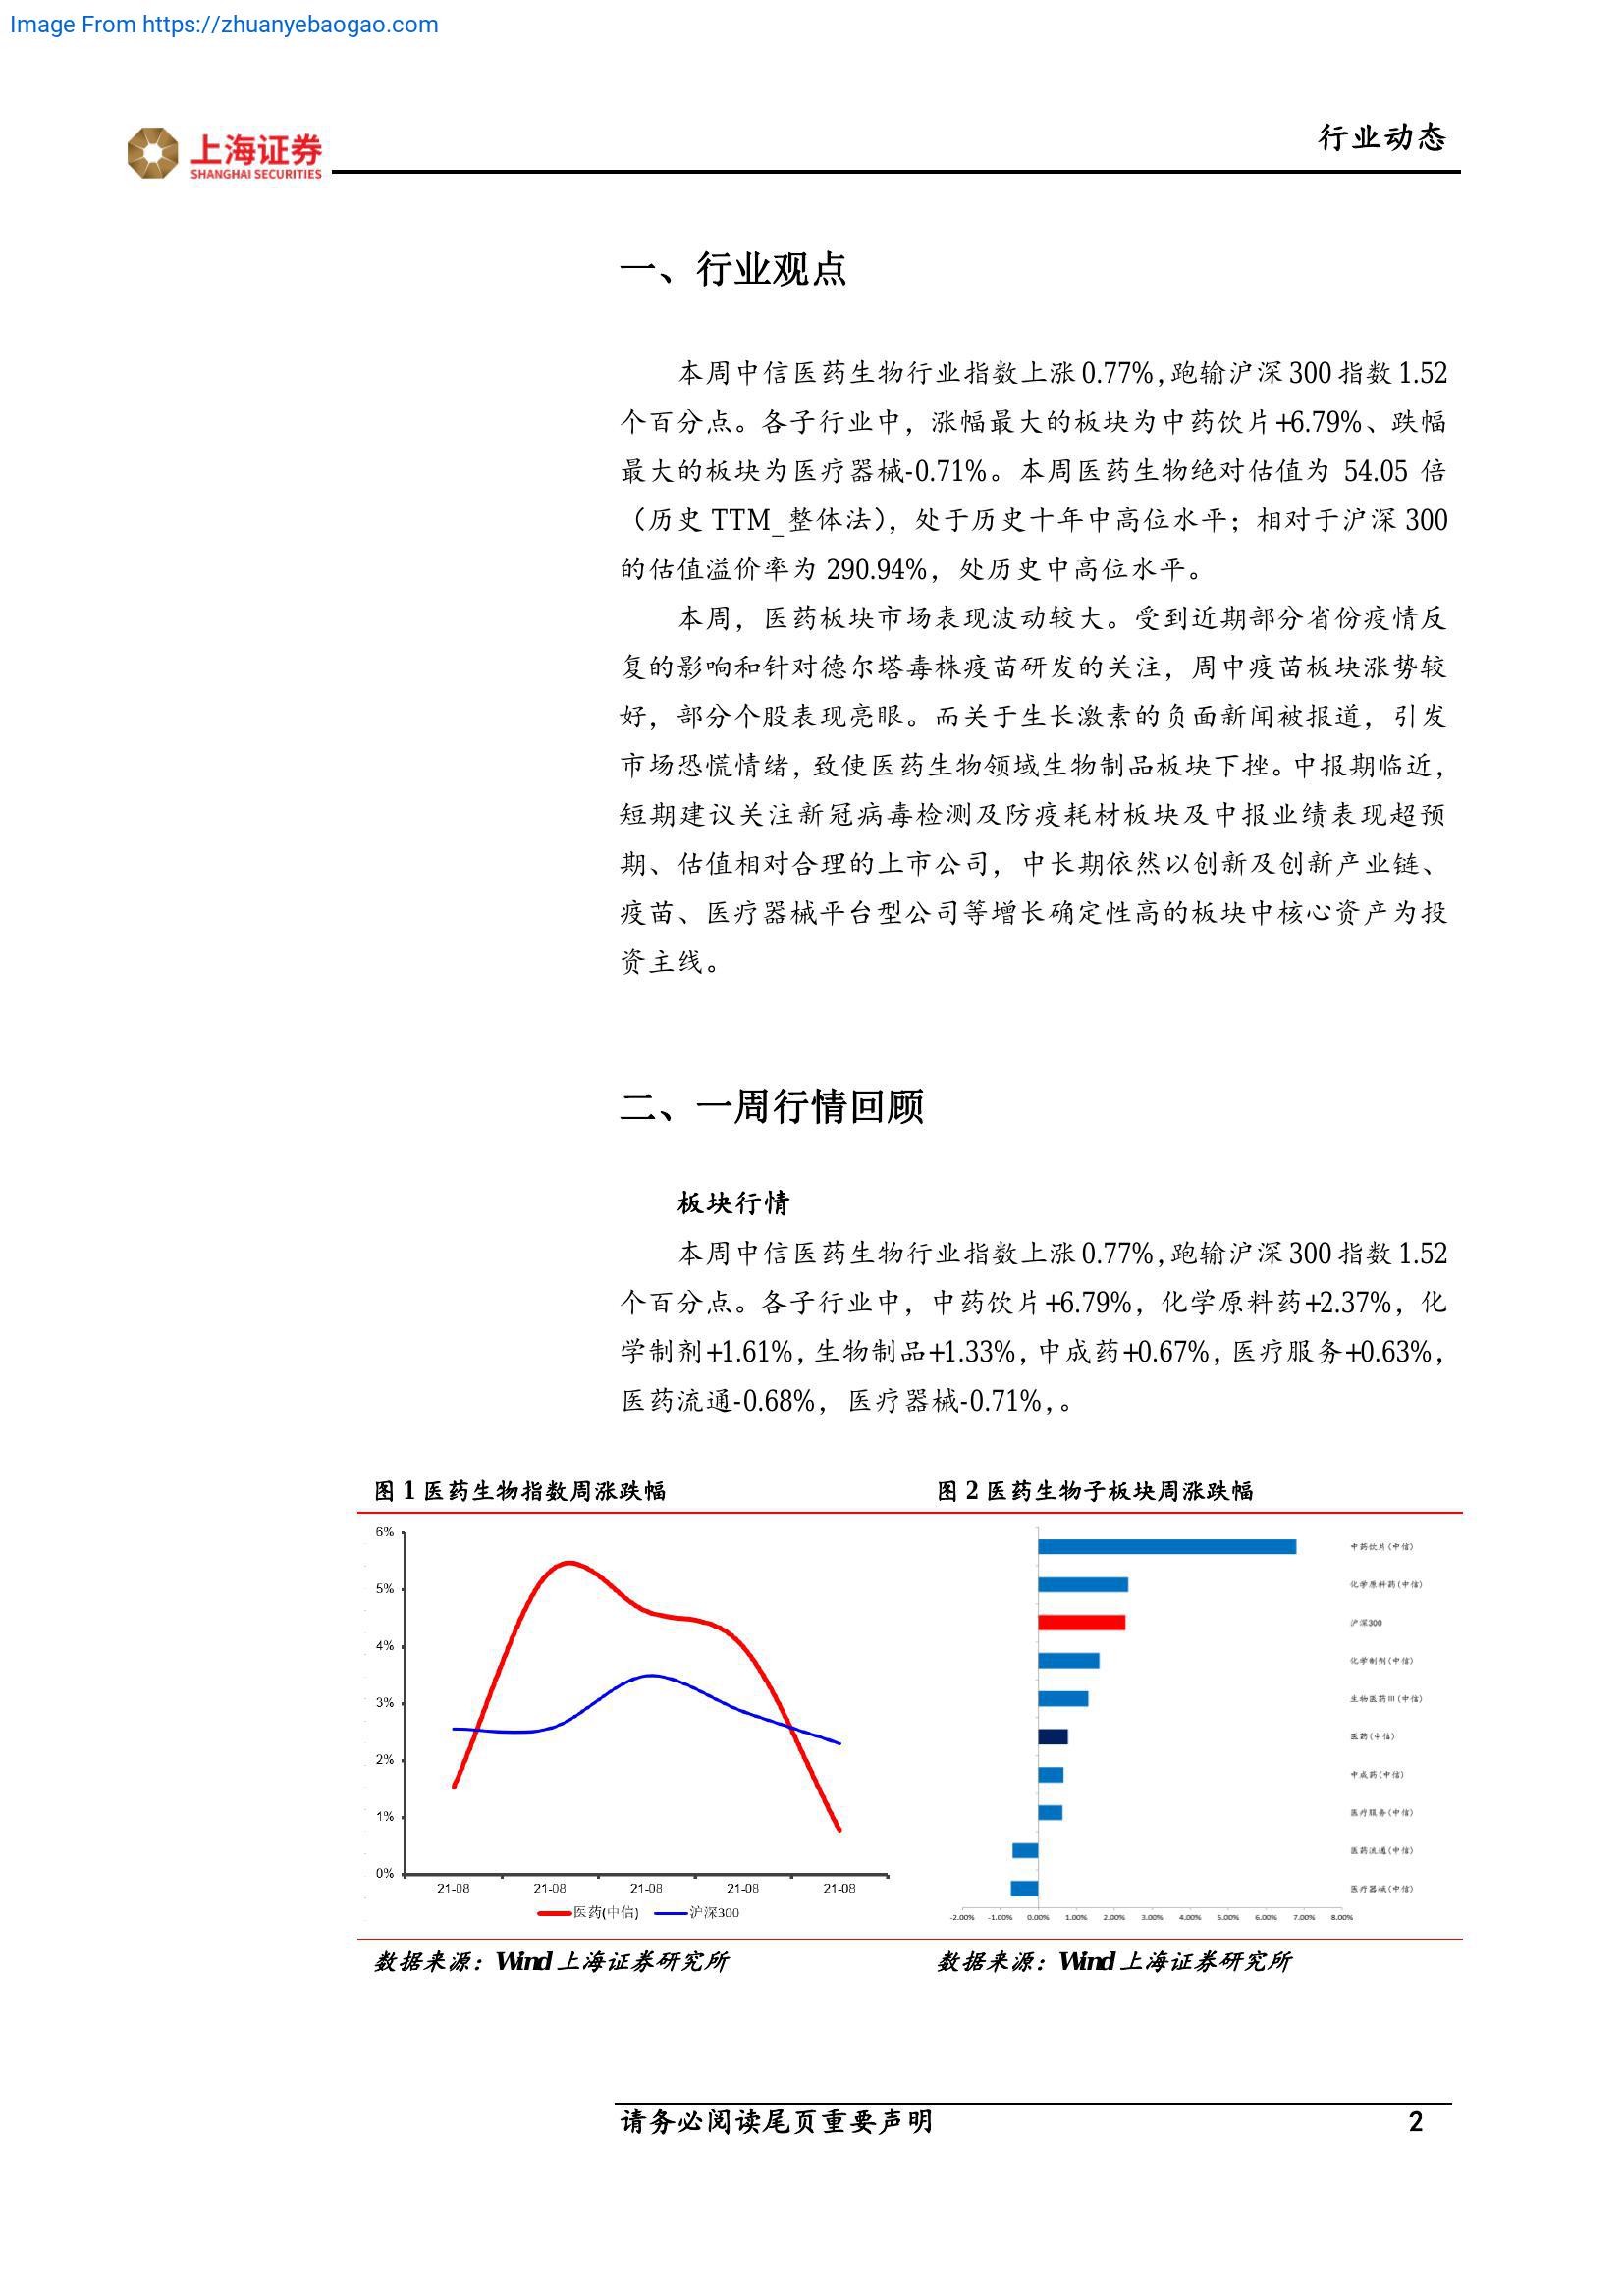 Image From https://zhuanyebaogao.com
上海证券
SHANGHAI SECURITIES
行业动态
一、行业观点
本周中信医药生物行业指数上涨 0.77%，跑输沪深 300 指数 1.52
个百分点。各子行业中，涨幅最大的板块为中药饮片+6.79%、跌幅
最大的板块为医疗器械-0.71%。本周医药生物绝对估值为 54.05 倍
（历史 TTM_整体法），处于历史十年中高位水平；相对于沪深 300
的估值溢价率为 290.94%，处历史中高位水平。
本周，医药板块市场表现波动较大。受到近期部分省份疫情反
复的影响和针对德尔塔毒株疫苗研发的关注，周中疫苗板块涨势较
好，部分个股表现亮眼。而关于生长激素的负面新闻被报道，引发
市场恐慌情绪，致使医药生物领域生物制品板块下挫。中报期临近，
短期建议关注新冠病毒检测及防疫耗材板块及中报业绩表现超预
期、估值相对合理的上市公司，中长期依然以创新及创新产业链、
疫苗、医疗器械平台型公司等增长确定性高的板块中核心资产为投
资主线。
二、一周行情回顾
板块行情
本周中信医药生物行业指数上涨 0.77%，跑输沪深 300 指数 1.52
个百分点。各子行业中，中药饮片+6.79%，化学原料药+2.37%，化
学制剂+1.61%，生物制品+1.33%，中成药+0.67%，医疗服务+0.63%，
医药流通-0.68%，医疗器械-0.71%，。
图 1 医药生物指数周涨跌幅
6%
5%
4%
3%
2%
1%
0%
21-08 21-08 21-08 21-08 21-08
医药(中信) 沪深300
图 2 医药生物子板块周涨跌幅
中药饮片(中信)
化学原料药(中信)
沪深300
化学制剂(中信)
生物医药Ⅲ(中信)
医药(中信)
中成药(中信)
医疗服务(中信)
医药流通(中信)
医疗器械(中信)
-2.00% -1.00% 0.00% 1.00% 2.00% 3.00% 4.00% 5.00% 6.00% 7.00% 8.00%
数据来源：Wind 上海证券研究所
数据来源：Wind 上海证券研究所
请务必阅读尾页重要声明
2